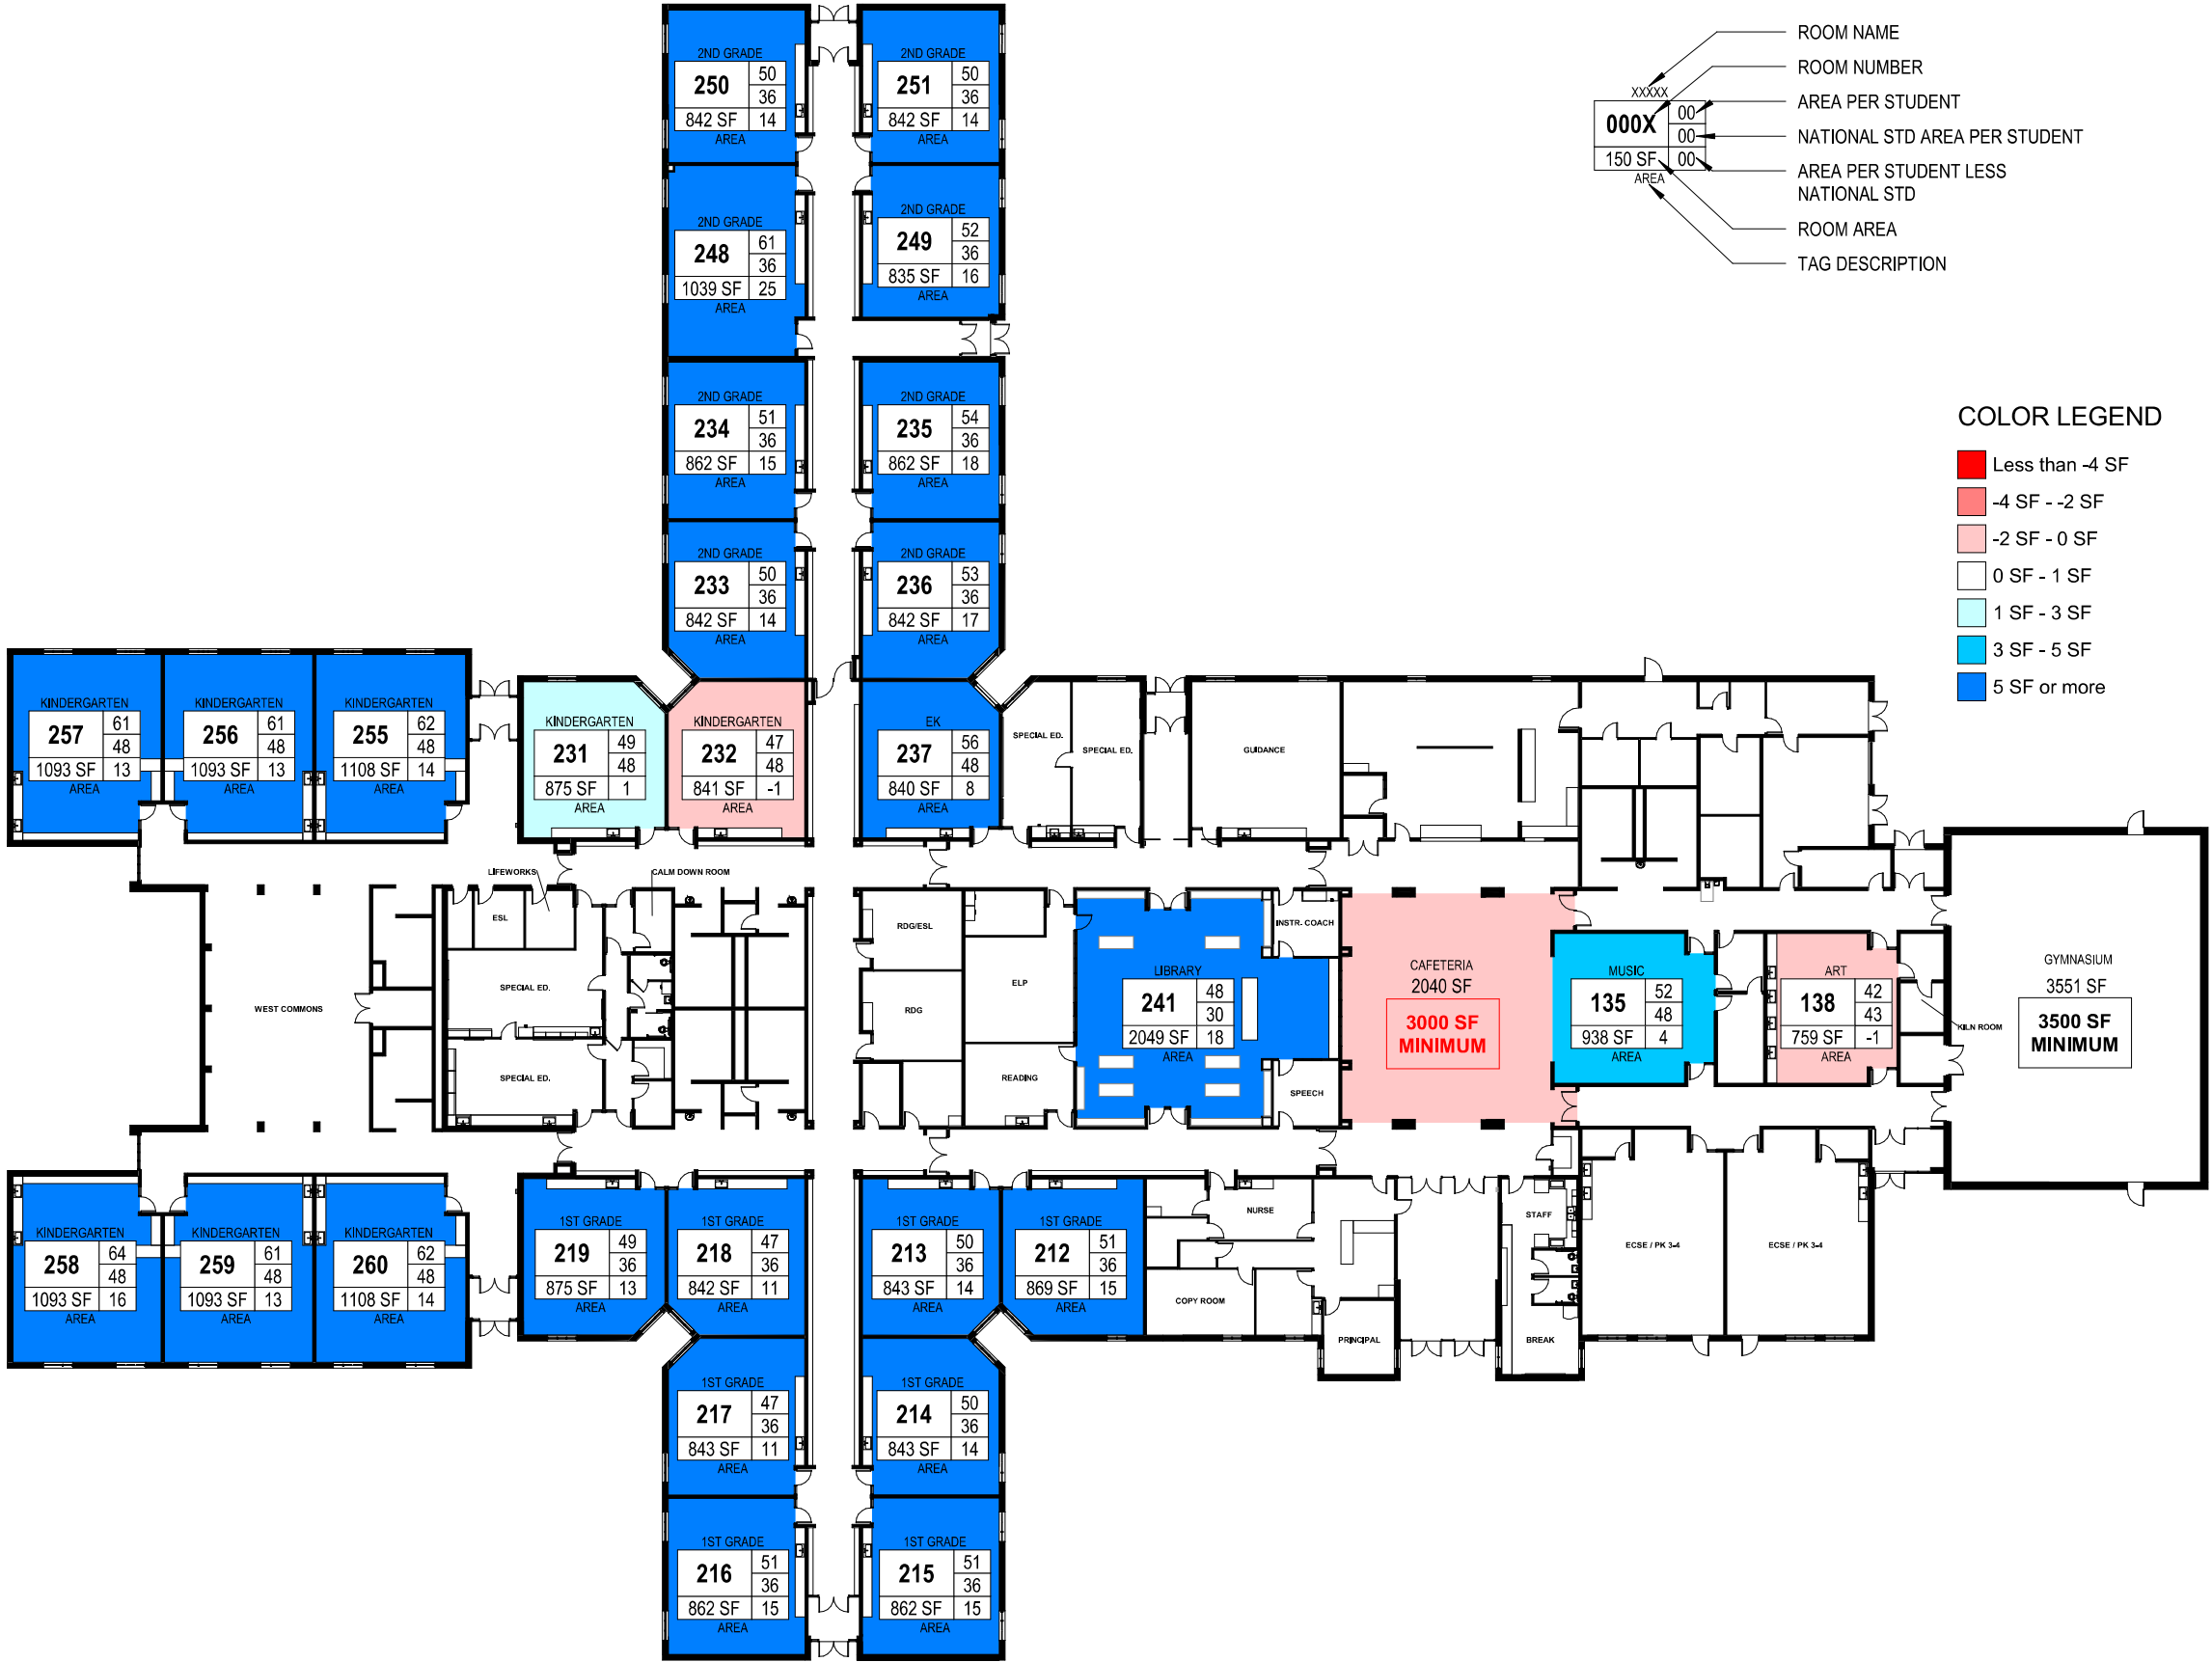 ROOM NAME
ROOM NUMBER
AREA PER STUDENT
NATIONAL STD AREA PER STUDENT
AREA PER STUDENT LESS
NATIONAL STD
ROOM AREA
TAG DESCRIPTION
XXXXX
000X
00
00
150 SF
00
AREA
COLOR LEGEND
Less than -4 SF
-4 SF - -2 SF
-2 SF - 0 SF
0 SF - 1 SF
1 SF - 3 SF
3 SF - 5 SF
5 SF or more
2ND GRADE
250
50
36
842 SF
14
AREA
2ND GRADE
251
50
36
842 SF
14
AREA
2ND GRADE
248
61
36
1039 SF
25
AREA
2ND GRADE
249
52
36
835 SF
16
AREA
2ND GRADE
234
51
36
862 SF
15
AREA
2ND GRADE
235
54
36
862 SF
18
AREA
2ND GRADE
233
50
36
842 SF
14
AREA
2ND GRADE
236
53
36
842 SF
17
AREA
KINDERGARTEN
257
61
48
1093 SF
13
AREA
KINDERGARTEN
256
61
48
1093 SF
13
AREA
KINDERGARTEN
255
62
48
1108 SF
14
AREA
KINDERGARTEN
231
49
48
875 SF
1
AREA
KINDERGARTEN
232
47
48
841 SF
-1
AREA
EK
237
56
48
840 SF
8
AREA
SPECIAL ED.
SPECIAL ED.
GUIDANCE
LIFEWORKS
CALM DOWN ROOM
ESL
SPECIAL ED.
SPECIAL ED.
WEST COMMONS
RDG/ESL
RDG
ELP
READING
LIBRARY
241
48
30
2049 SF
18
AREA
INSTR. COACH
SPEECH
CAFETERIA
2040 SF
3000 SF
MINIMUM
MUSIC
135
52
48
938 SF
4
AREA
ART
138
42
43
759 SF
-1
AREA
KILN ROOM
GYMNASIUM
3551 SF
3500 SF
MINIMUM
KINDERGARTEN
258
64
48
1093 SF
16
AREA
KINDERGARTEN
259
61
48
1093 SF
13
AREA
KINDERGARTEN
260
62
48
1108 SF
14
AREA
1ST GRADE
219
49
36
875 SF
13
AREA
1ST GRADE
218
47
36
842 SF
11
AREA
1ST GRADE
213
50
36
843 SF
14
AREA
1ST GRADE
212
51
36
869 SF
15
AREA
NURSE
COPY ROOM
PRINCIPAL
STAFF
BREAK
ECSE / PK 3-4
ECSE / PK 3-4
1ST GRADE
217
47
36
843 SF
11
AREA
1ST GRADE
214
50
36
843 SF
14
AREA
1ST GRADE
216
51
36
862 SF
15
AREA
1ST GRADE
215
51
36
862 SF
15
AREA